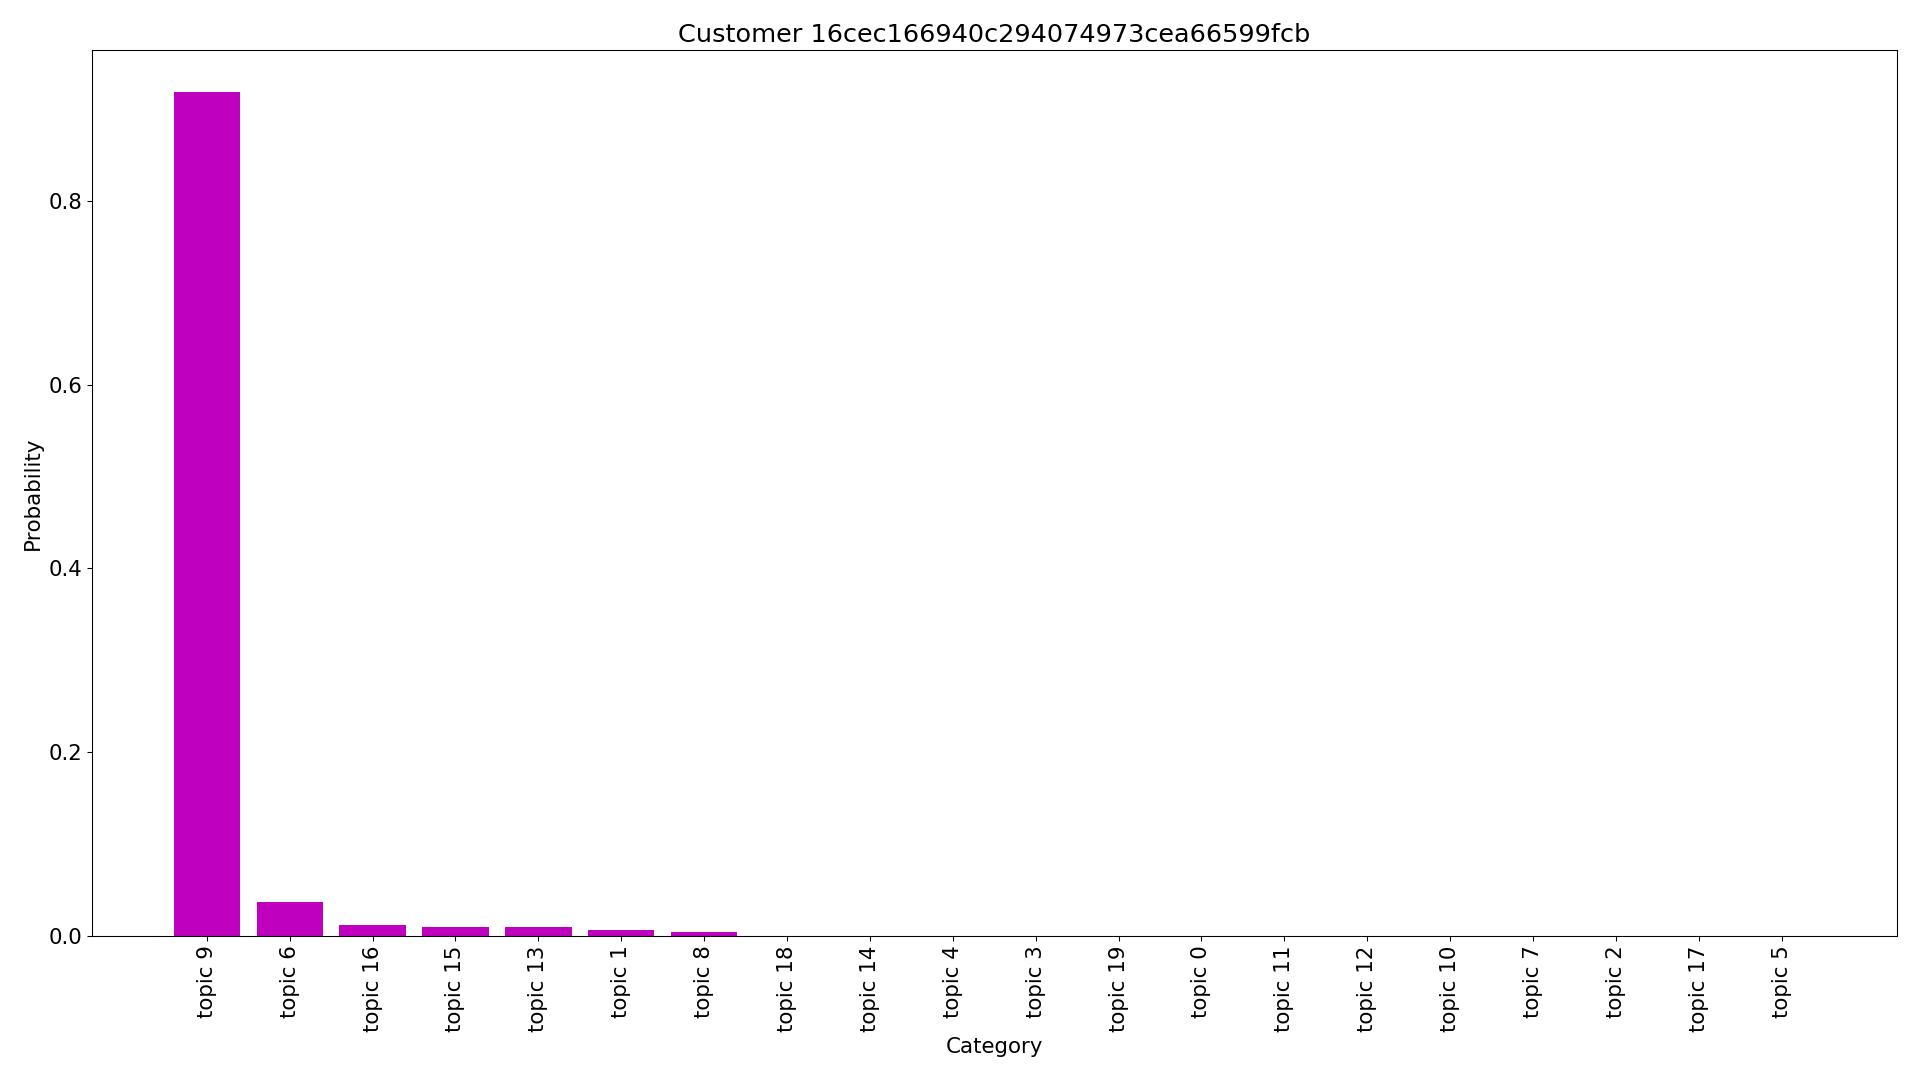 Customer 16cec166940c294074973cea66599fcb
Probability
0.8
0.6
0.4
0.2
0.0
topic 9
topic 6
topic 16
topic 15
topic 13
topic 1
topic 8
topic 18
topic 14
topic 4
topic 3
topic 19
topic 0
topic 11
topic 12
topic 10
topic 7
topic 2
topic 17
topic 5
Category